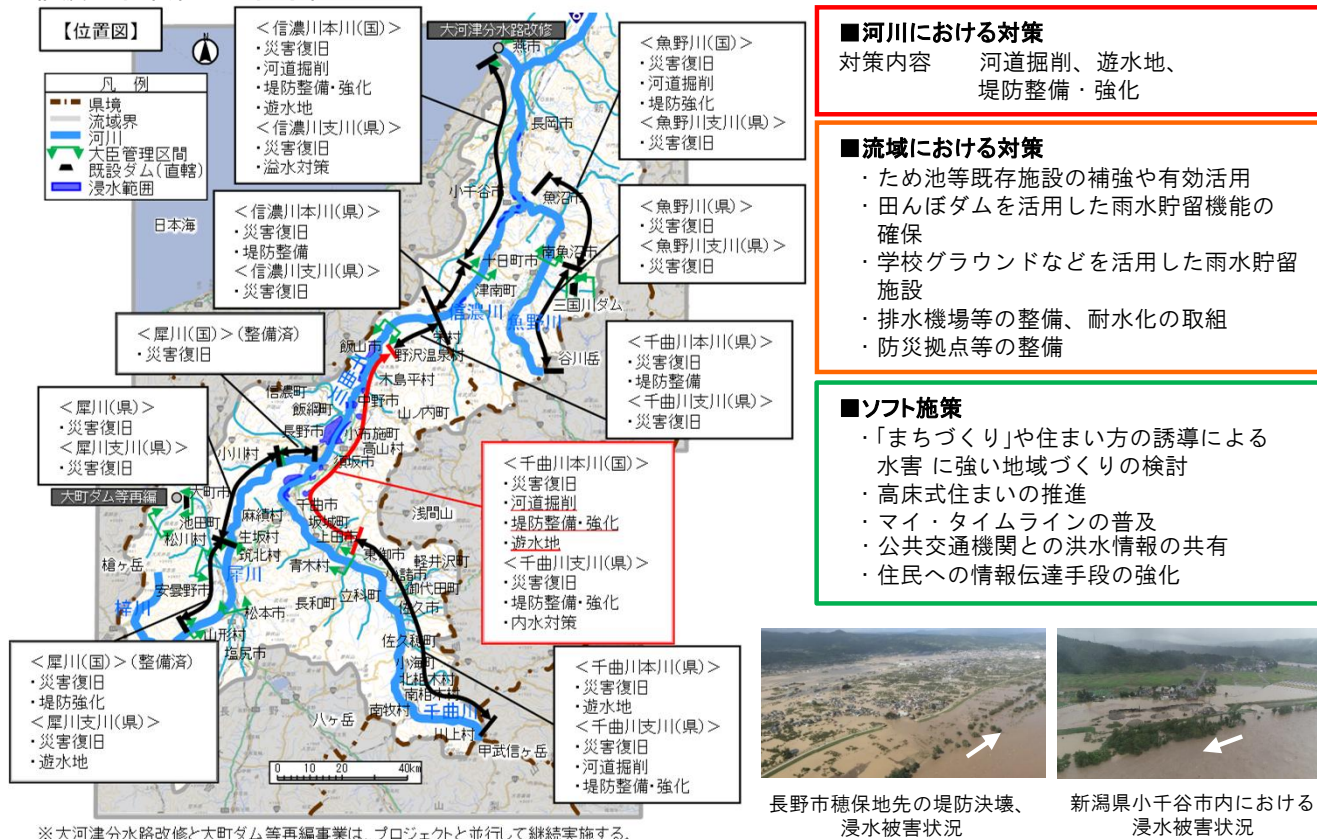 【位置図】
凡 例
県境
流域界
河川
大臣管理区間
既設ダム(直轄)
浸水範囲
日本海
＜信濃川本川(国)＞
・災害復旧
・河道掘削
・堤防整備・強化
・遊水地
＜信濃川支川(県)＞
・災害復旧
・溢水対策
大河津分水路改修
燕市
＜魚野川(国)＞
・災害復旧
・河道掘削
・堤防強化
＜魚野川支川(県)＞
・災害復旧
長岡市
小千谷市
魚沼市
＜信濃川本川(県)＞
・災害復旧
・堤防整備
＜信濃川支川(県)＞
・災害復旧
＜魚野川(県)＞
・災害復旧
＜魚野川支川(県)＞
・災害復旧
十日町市
南魚沼市
津南町
三国川ダム
信濃川
魚野川
栄村
谷川岳
＜犀川(国)＞(整備済)
・災害復旧
飯山市
野沢温泉村
千曲川
木島平村
信濃町
中野市
山ノ内町
飯綱町
長野市
小布施町
高山村
須坂市
＜千曲川本川(県)＞
・災害復旧
・堤防整備
＜千曲川支川(県)＞
・災害復旧
＜犀川(県)＞
・災害復旧
＜犀川支川(県)＞
・災害復旧
小川村
大町ダム等再編
大町市
池田町
松川村
麻績村
生坂村
筑北村
千曲市
坂城町
上田市
青木村
東御市
浅間山
軽井沢町
小諸市
御代田町
槍ヶ岳
安曇野市
犀川
梓川
松本市
山形村
塩尻市
長和町
立科町
佐久市
佐久穂町
小海町
北相木村
南相木村
南牧村
千曲川
川上村
八ヶ岳
甲武信ヶ岳
＜千曲川本川(国)＞
・災害復旧
・河道掘削
・堤防整備・強化
・遊水地
＜千曲川支川(県)＞
・災害復旧
・堤防整備・強化
・内水対策
＜犀川(国)＞(整備済)
・災害復旧
・堤防強化
＜犀川支川(県)＞
・災害復旧
・遊水地
＜千曲川本川(県)＞
・災害復旧
・遊水地
＜千曲川支川(県)＞
・災害復旧
・河道掘削
・堤防整備・強化
0 10 20 40km
※大河津分水路改修と大町ダム等再編事業は、プロジェクトと並行して継続実施する。
■河川における対策
対策内容 河道掘削、遊水地、
堤防整備・強化
■流域における対策
・ため池等既存施設の補強や有効活用
・田んぼダムを活用した雨水貯留機能の
確保
・学校グラウンドなどを活用した雨水貯留
施設
・排水機場等の整備、耐水化の取組
・防災拠点等の整備
■ソフト施策
・「まちづくり」や住まい方の誘導による
水害 に強い地域づくりの検討
・高床式住まいの推進
・マイ・タイムラインの普及
・公共交通機関との洪水情報の共有
・住民への情報伝達手段の強化
長野市穂保地先の堤防決壊、
浸水被害状況
新潟県小千谷市内における
浸水被害状況